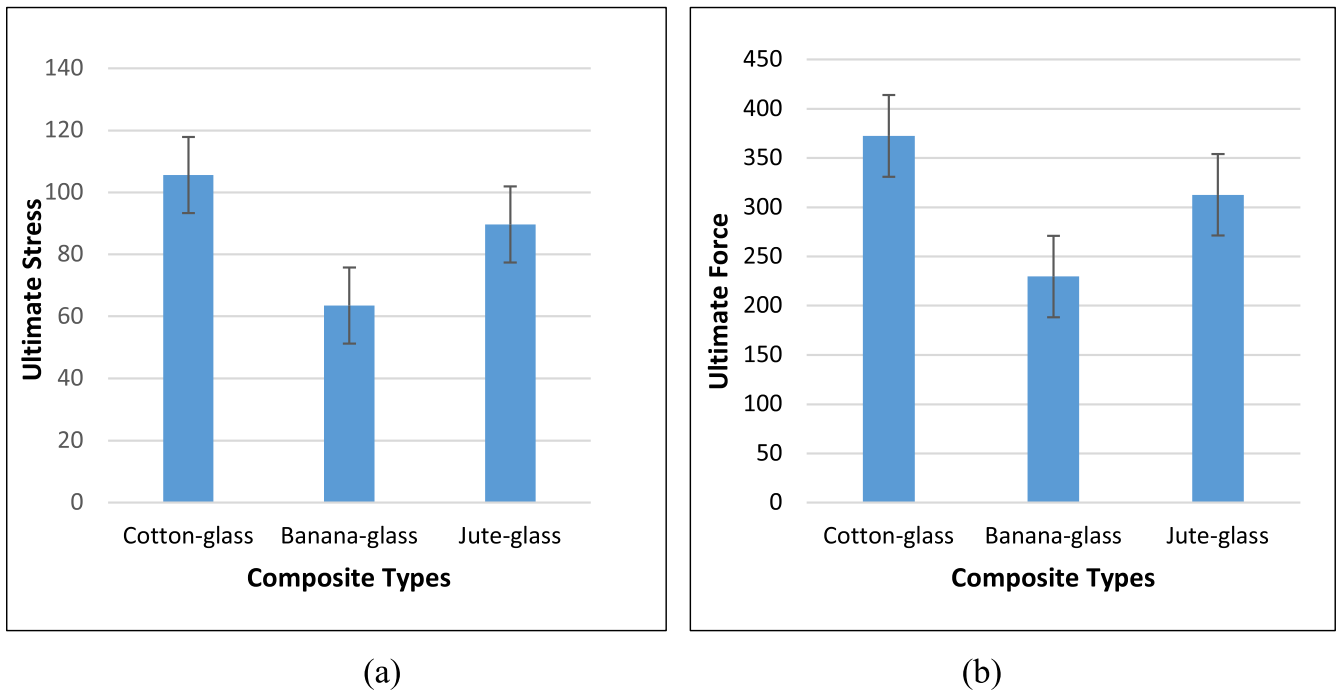 140
120
100
80
60
40
20
0
Ultimate Stress
Cotton-glass Banana-glass Jute-glass
Composite Types
(a)
450
400
350
300
250
200
150
100
50
0
Ultimate Force
Cotton-glass Banana-glass Jute-glass
Composite Types
(b)